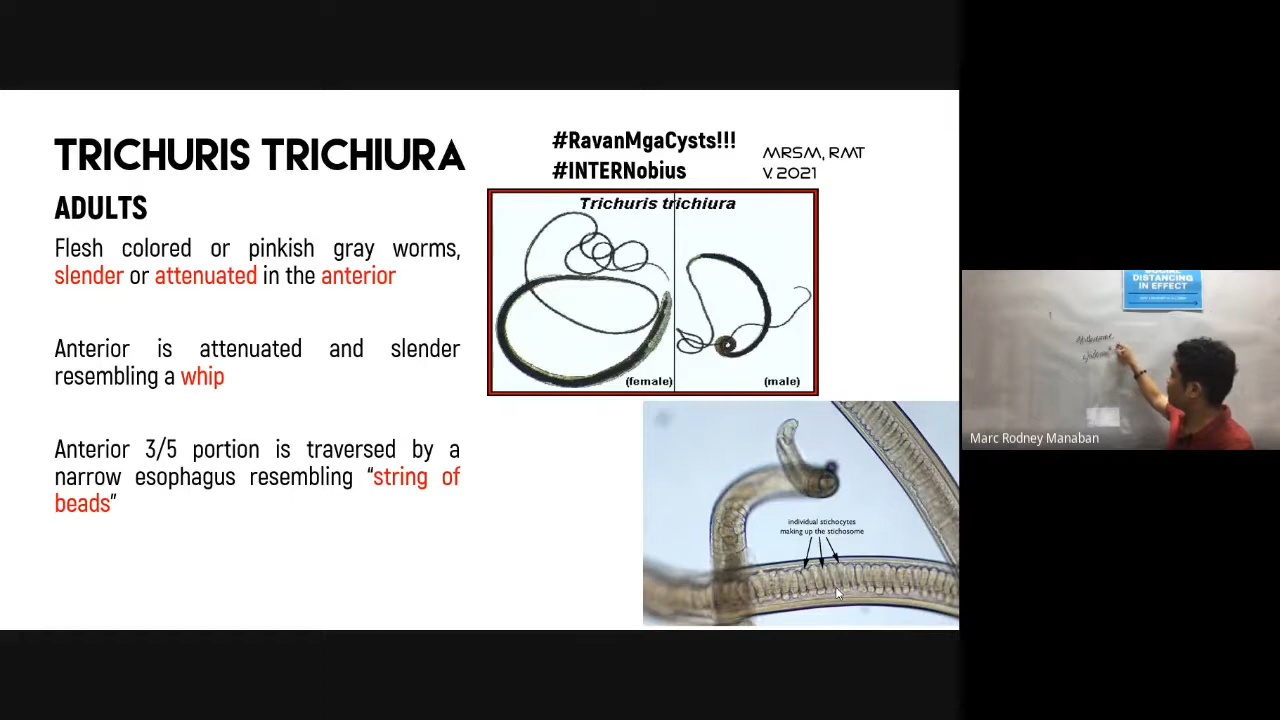 TRICHURIS TRICHIURA
#RavanMgaCysts!!!
#INTERNobius
MRSM, RMT
V. 2021
ADULTS
Flesh colored or pinkish gray worms,
slender or attenuated in the anterior
Anterior is attenuated and slender
resembling a whip
Anterior 3/5 portion is traversed by a
narrow esophagus resembling “string of
beads”
Trichuris trichiura
(female)
(male)
individual stichocytes
making up the stichosome
SOCIAL
DISTANCING
IN EFFECT
Marc Rodney Manaban